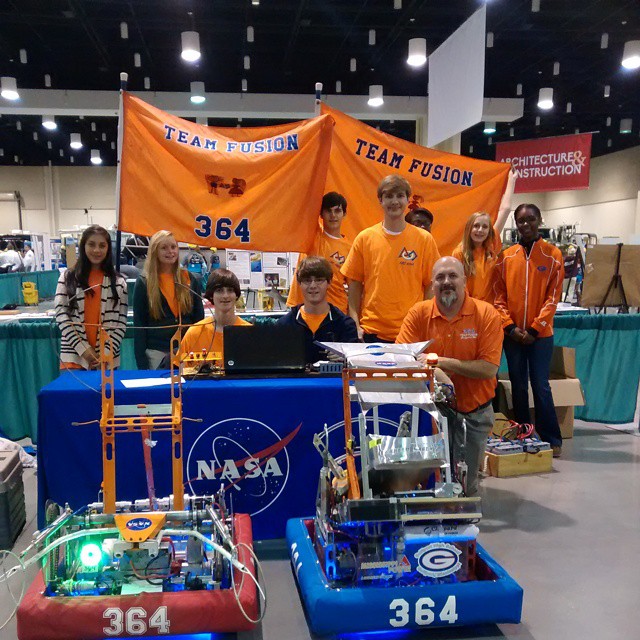 TEAM FUSION
364
TEAM FUSION
ARCHITECTURE &
CONSTRUCTION
NASA
G
364
364